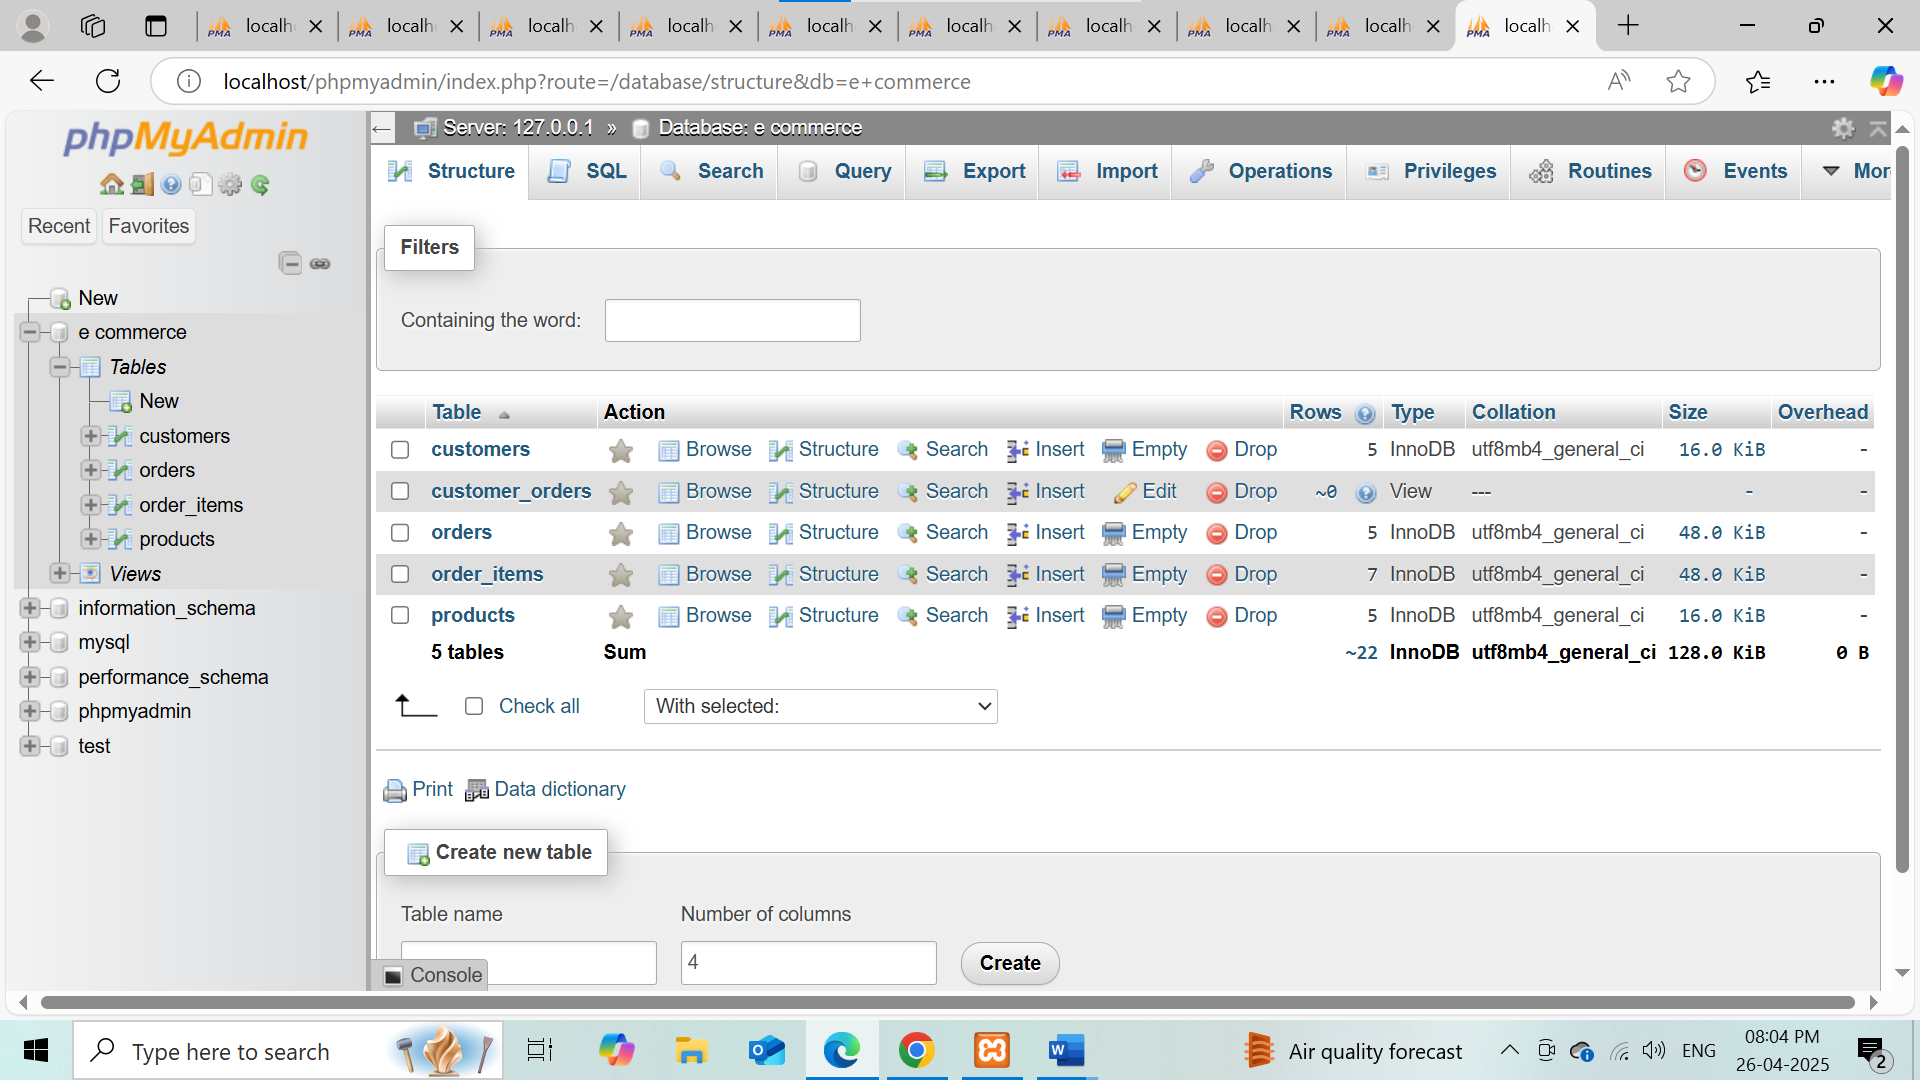 localh localh localh localh localh localh localh localh localh localh
localhost/phpmyadmin/index.php?route=/database/structure&db=e+commerce
phpMyAdmin
Recent Favorites
New
e commerce
Tables
New
customers
orders
order_items
products
Views
information_schema
mysql
performance_schema
phpmyadmin
test
Server: 127.0.0.1 » Database: e commerce
Structure SQL Search Query Export Import Operations Privileges Routines Events More
Filters
Containing the word:
Table Action Rows Type Collation Size Overhead
customers Browse Structure Search Insert Empty Drop 5 InnoDB utf8mb4_general_ci 16.0 KiB -
customer_orders Browse Structure Search Insert Edit Drop ~0 View --- - -
orders Browse Structure Search Insert Empty Drop 5 InnoDB utf8mb4_general_ci 48.0 KiB -
order_items Browse Structure Search Insert Empty Drop 7 InnoDB utf8mb4_general_ci 48.0 KiB -
products Browse Structure Search Insert Empty Drop 5 InnoDB utf8mb4_general_ci 16.0 KiB -
5 tables Sum ~22 InnoDB utf8mb4_general_ci 128.0 KiB 0 B
Check all With selected:
Print Data dictionary
Create new table
Table name Number of columns
4 Create
Console
Type here to search Air quality forecast ENG 08:04 PM
26-04-2025 2